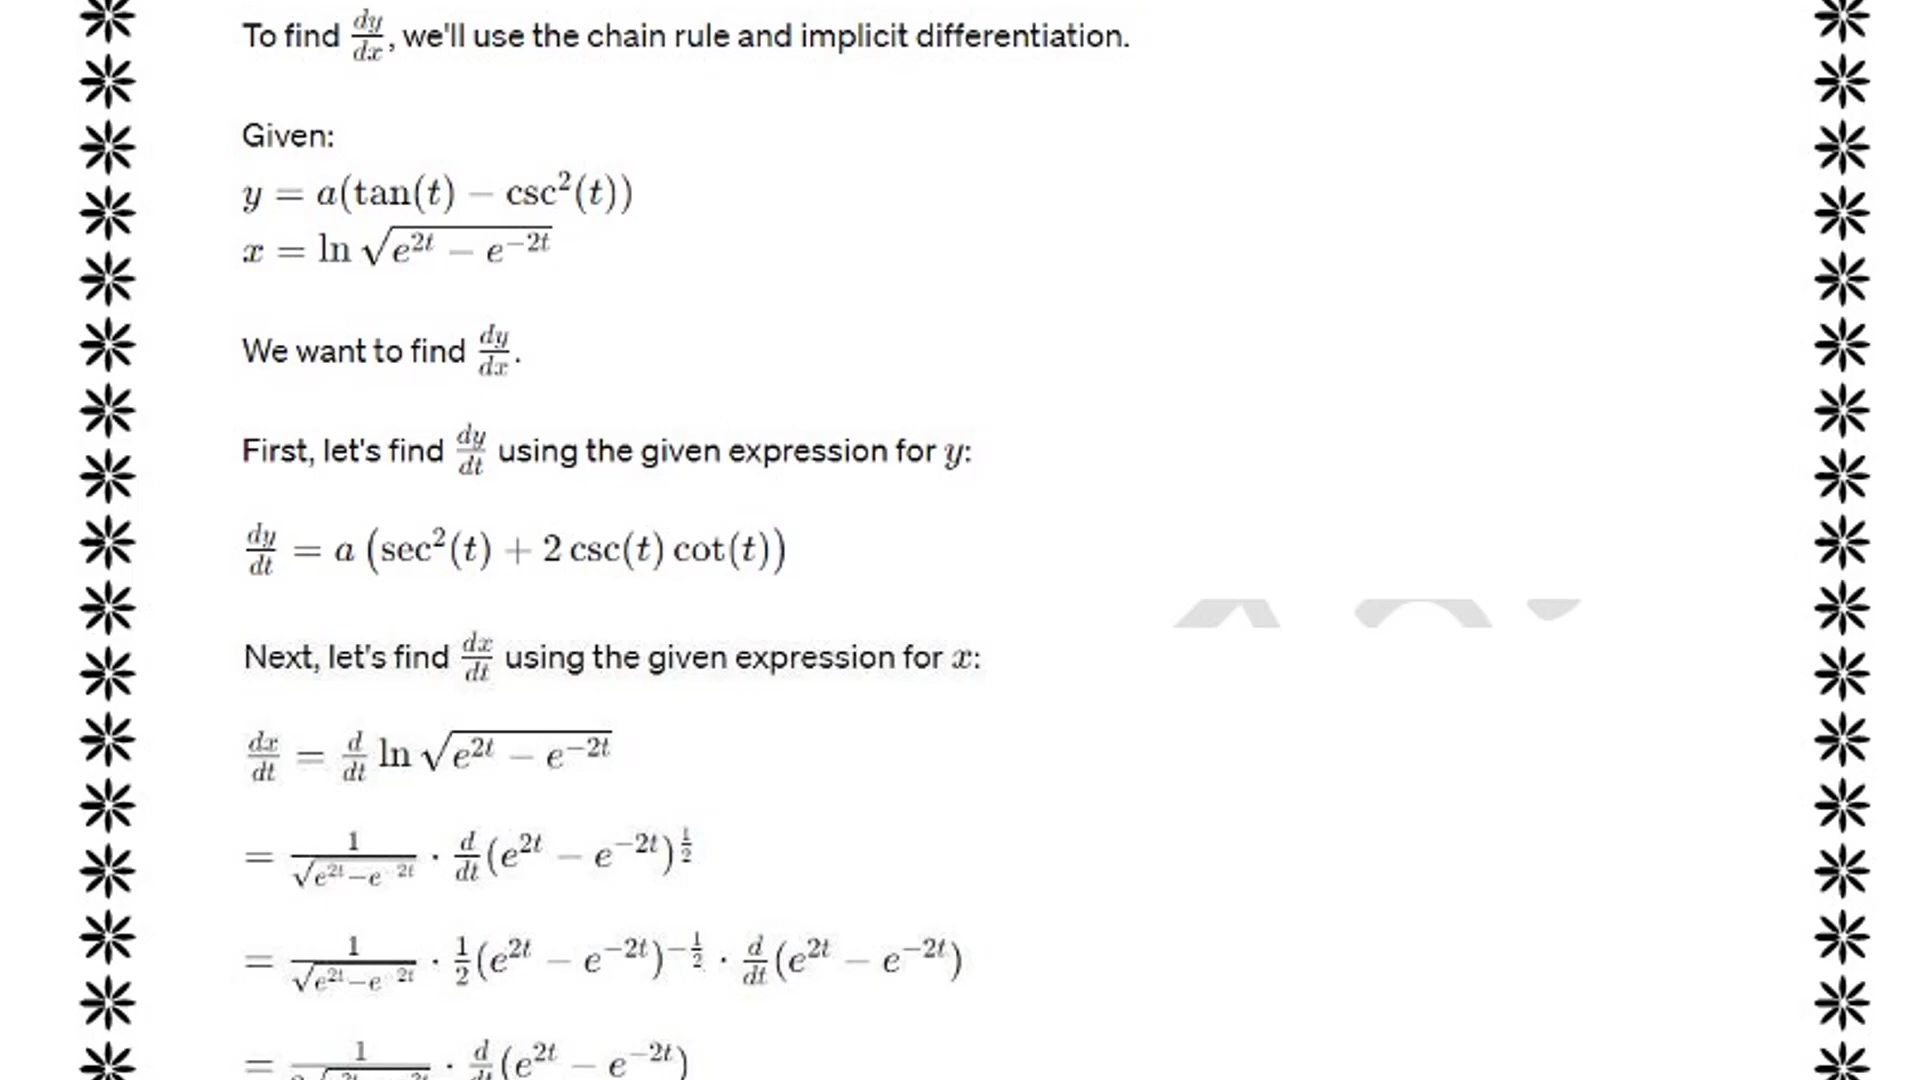 To find dy/dx, we'll use the chain rule and implicit differentiation.
Given:
y = a(tan(t) − csc²(t))
x = ln √(e^{2t} − e^{−2t})
We want to find dy/dx.
First, let's find dy/dt using the given expression for y:
dy/dt = a (sec²(t) + 2 csc(t) cot(t))
Next, let's find dx/dt using the given expression for x:
dx/dt = d/dt ln √(e^{2t} − e^{−2t})
= 1/√(e^{2t}−e^{2t}) · d/dt (e^{2t} − e^{−2t})^{1/2}
= 1/√(e^{2t}−e^{2t}) · 1/2 (e^{2t} − e^{−2t})^{−1/2} · d/dt (e^{2t} − e^{−2t})
= · d/dt (e^{2t} − e^{−2t})